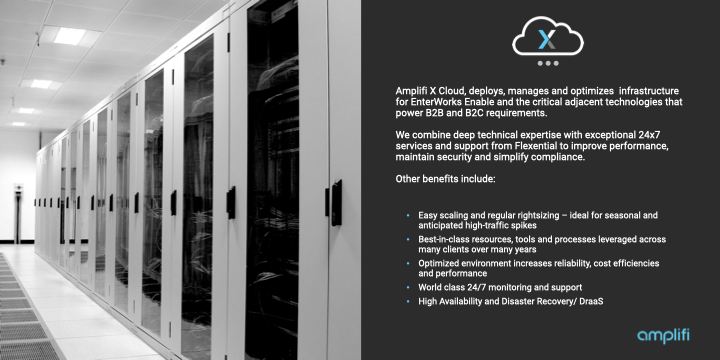 X
Amplifi X Cloud, deploys, manages and optimizes  infrastructure
for EnterWorks Enable and the critical adjacent technologies that
power B2B and B2C requirements.
We combine deep technical expertise with exceptional 24x7
services and support from Flexential to improve performance,
maintain security and simplify compliance.
Other benefits include:
• Easy scaling and regular rightsizing – ideal for seasonal and
anticipated high-traffic spikes
• Best-in-class resources, tools and processes leveraged across
many clients over many years
• Optimized environment increases reliability, cost efficiencies
and performance
• World class 24/7 monitoring and support
• High Availability and Disaster Recovery/ DraaS
amplifi